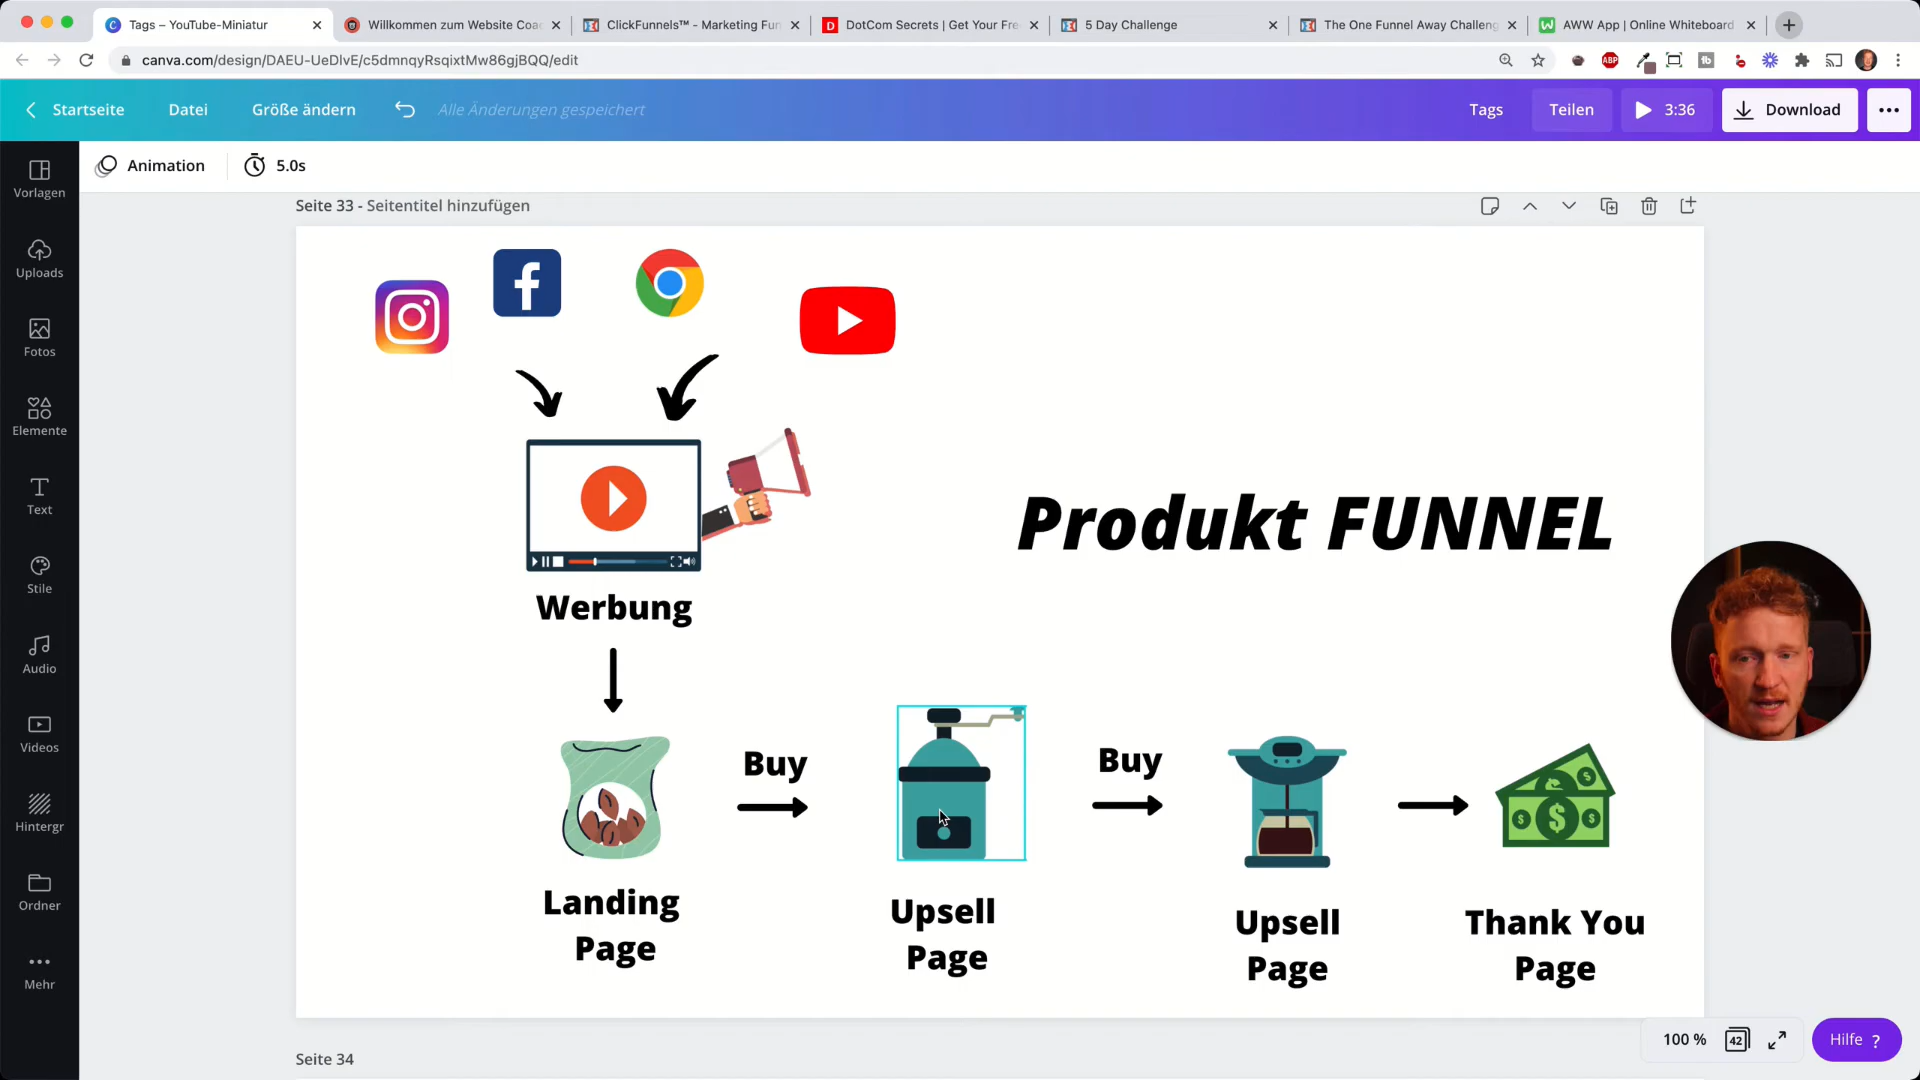 Tags – YouTube-Miniatur
Willkommen zum Website Coa
ClickFunnels™ - Marketing Fun
DotCom Secrets | Get Your Fre
5 Day Challenge
The One Funnel Away Challeng
AWW App | Online Whiteboard
canva.com/design/DAEU-UeDlvE/c5dmnqyRsqixtMw86gjBQQ/edit
ABP
Startseite
Datei
Größe ändern
Alle Änderungen gespeichert
Tags
Teilen
3:36
Download
Animation
5.0s
Vorlagen
Uploads
Fotos
Elemente
Text
Stile
Audio
Videos
Hintergr
Ordner
Mehr
Seite 33 - Seitentitel hinzufügen
Produkt FUNNEL
Werbung
Buy
Buy
Landing
Page
Upsell
Page
Upsell
Page
Thank You
Page
Seite 34
100 %
42
Hilfe ?